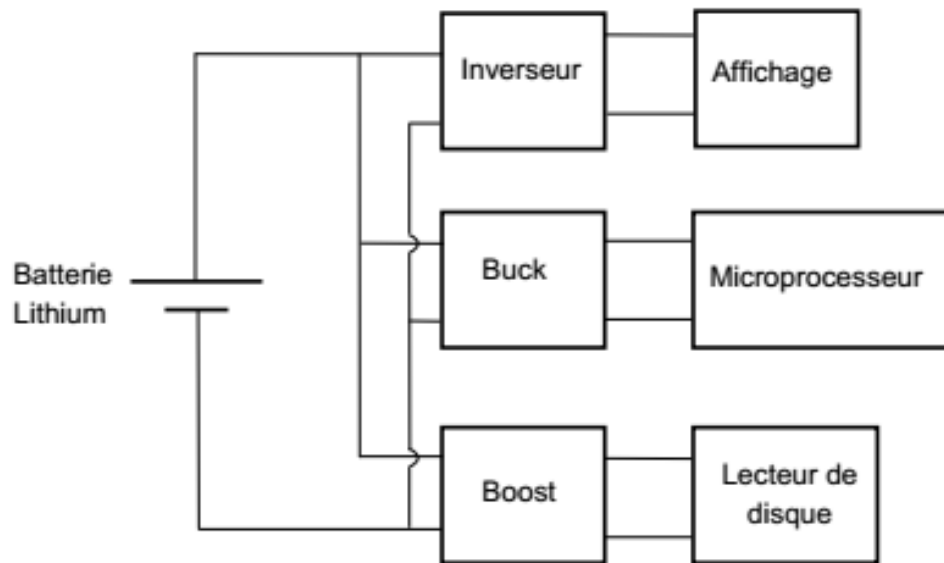 Inverseur
Affichage
Batterie
Lithium
Buck
Microprocesseur
Boost
Lecteur de
disque